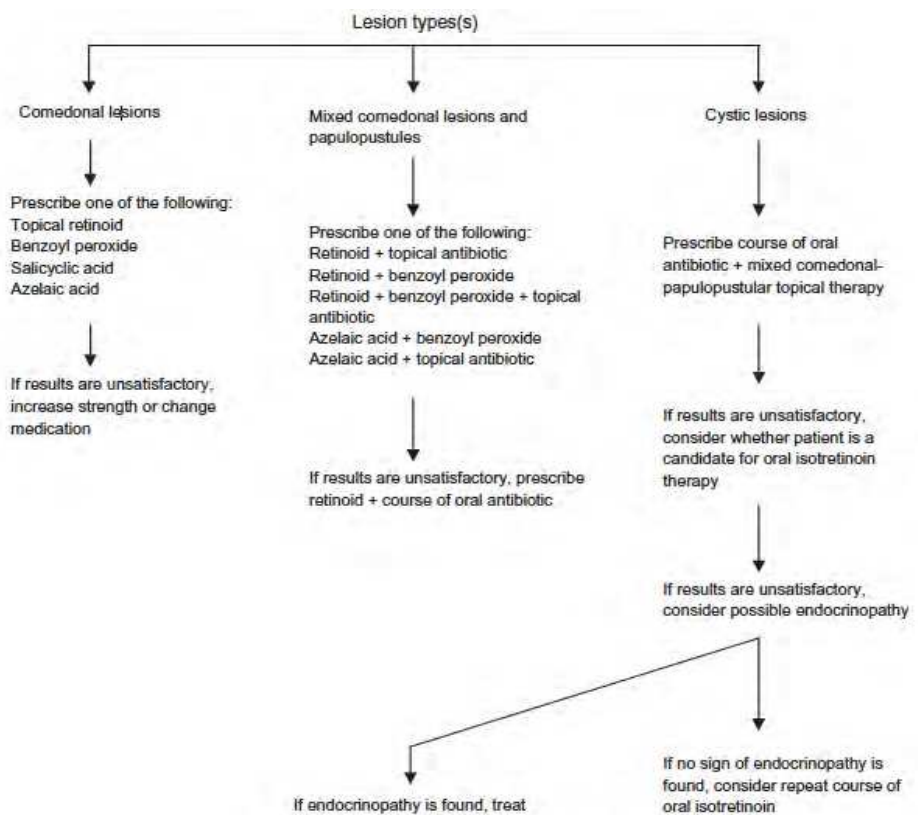 Lesion types(s)
Comedonal lesions
Prescribe one of the following:
Topical retinoid
Benzoyl peroxide
Salicyclic acid
Azelaic acid
If results are unsatisfactory,
increase strength or change
medication
Mixed comedonal lesions and
papulopustules
Prescribe one of the following:
Retinoid + topical antibiotic
Retinoid + benzoyl peroxide
Retinoid + benzoyl peroxide + topical
antibiotic
Azelaic acid + benzoyl peroxide
Azelaic acid + topical antibiotic
If results are unsatisfactory, prescribe
retinoid + course of oral antibiotic
Cystic lesions
Prescribe course of oral
antibiotic + mixed comedonal-
papulopustular topical therapy
If results are unsatisfactory,
consider whether patient is a
candidate for oral isotretinoin
therapy
If results are unsatisfactory,
consider possible endocrinopathy
If endocrinopathy is found, treat
If no sign of endocrinopathy is
found, consider repeat course of
oral isotretinoin